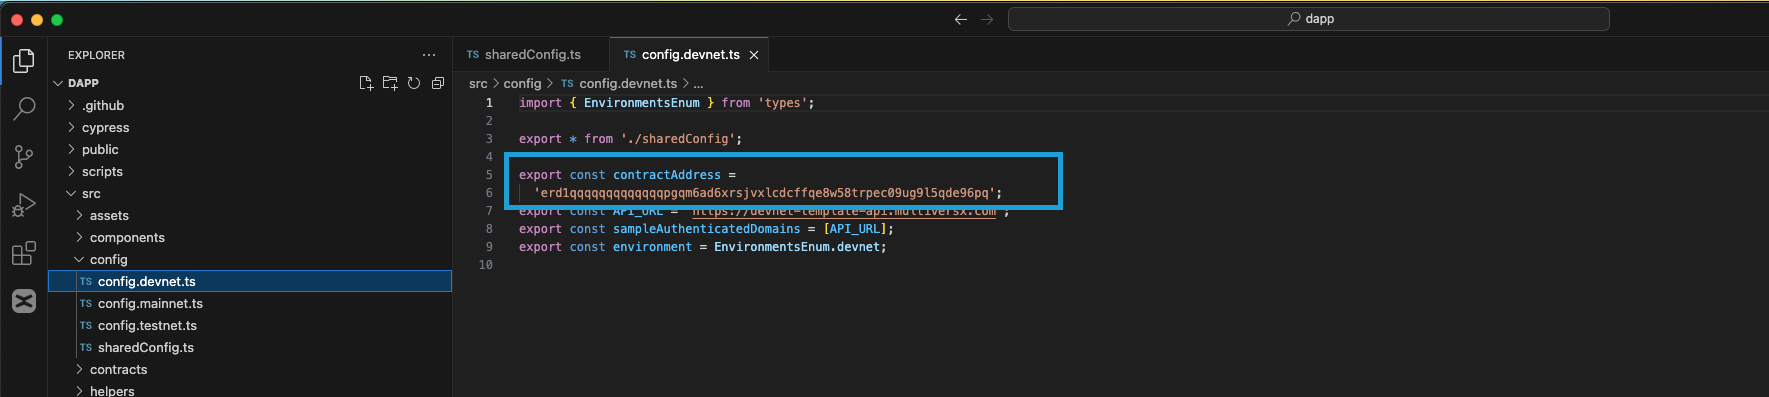 dapp
EXPLORER
DAPP
.github
cypress
public
scripts
src
assets
components
config
TS config.devnet.ts
TS config.mainnet.ts
TS config.testnet.ts
TS sharedConfig.ts
contracts
helpers
TS sharedConfig.ts
TS config.devnet.ts
src > config > TS config.devnet.ts > ...
1 import { EnvironmentsEnum } from 'types';
2
3 export * from './sharedConfig';
4
5 export const contractAddress =
6 'erd1qqqqqqqqqqqqqpgqm6ad6xrsjvxlcdcffqe8w58trpec09ug9l5qde96pq';
7 export const API_URL = 'https://devnet-template-api.multiversx.com';
8 export const sampleAuthenticatedDomains = [API_URL];
9 export const environment = EnvironmentsEnum.devnet;
10